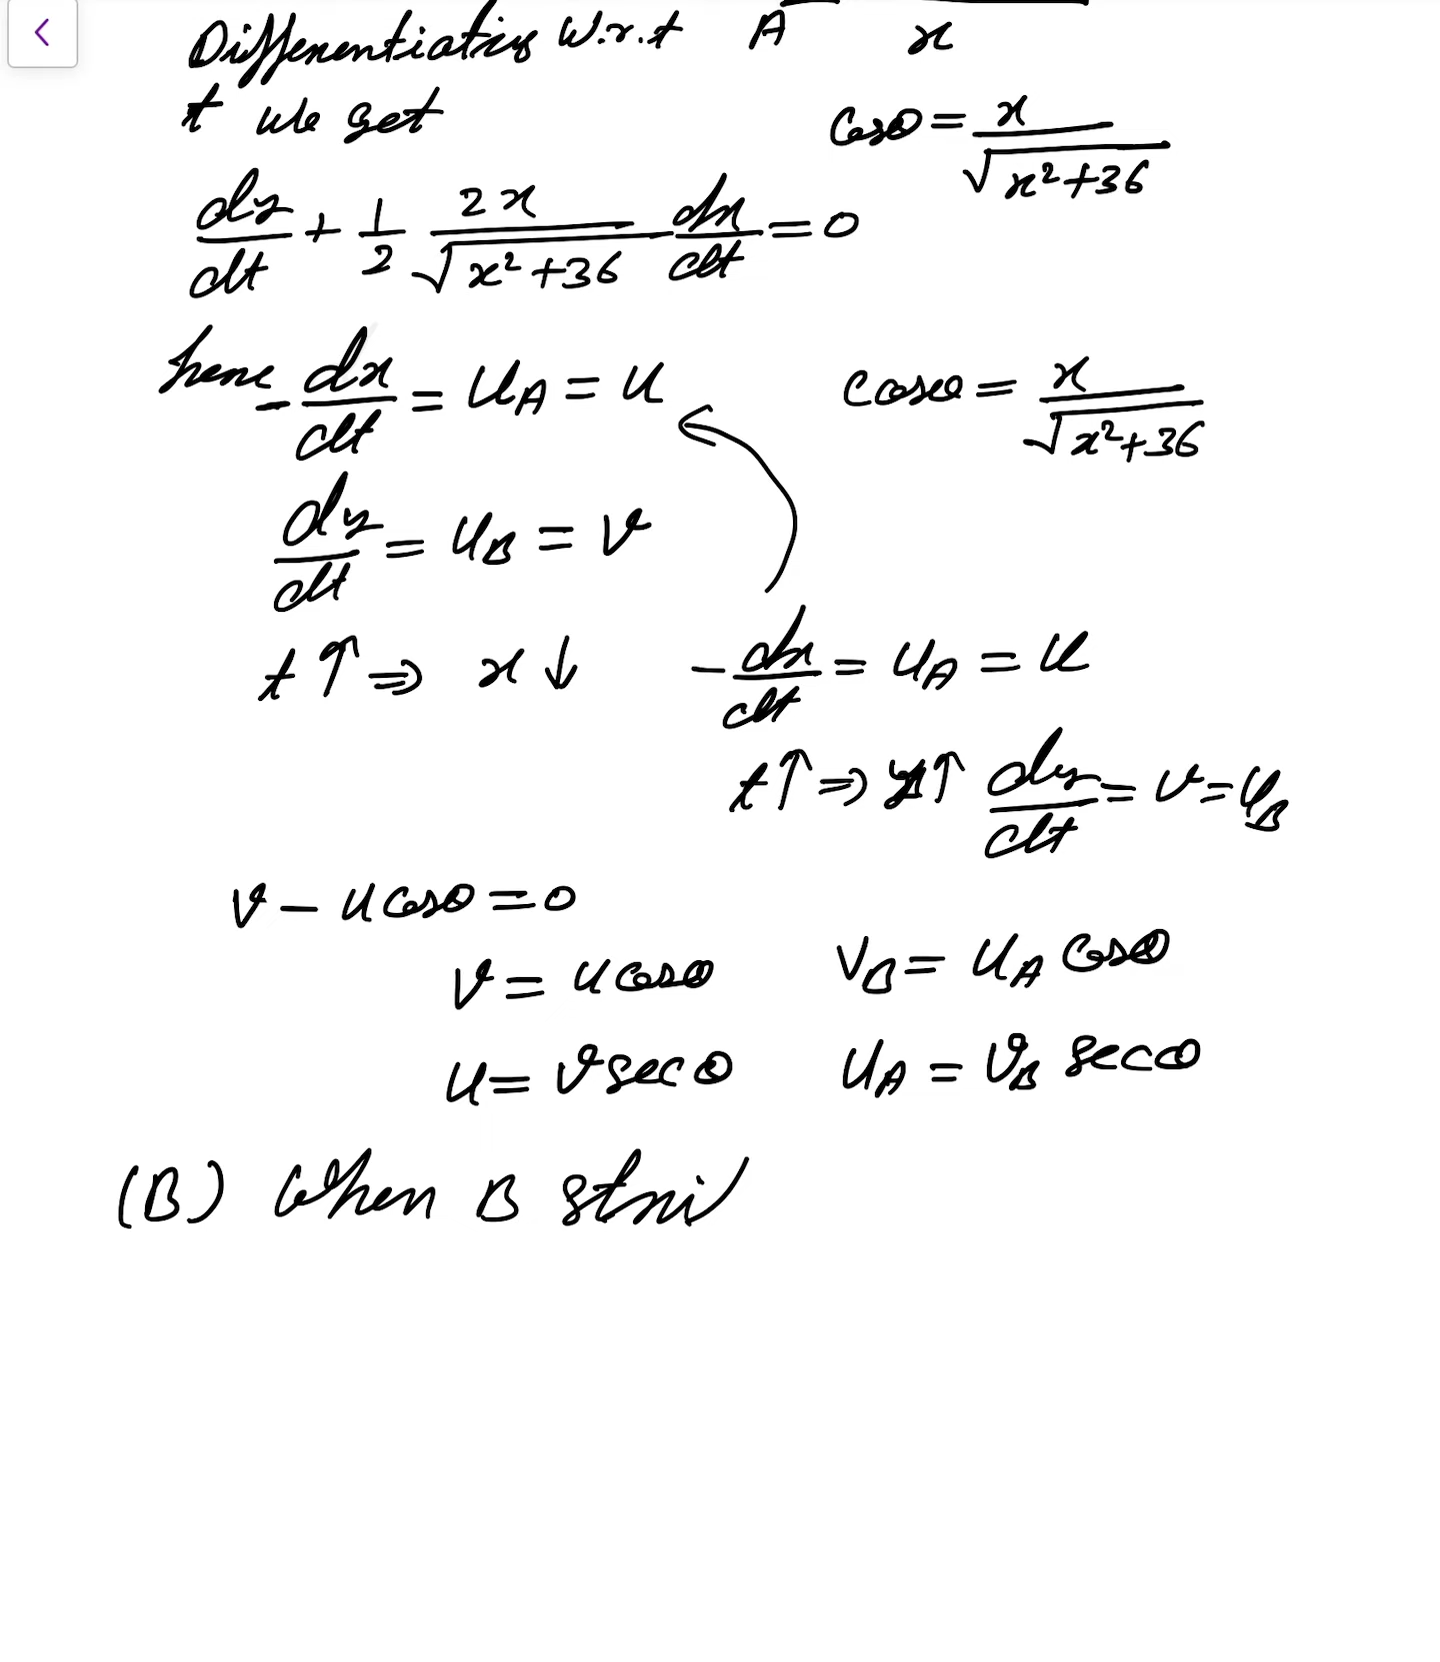 Differentiating w.r.t A x
t we get
cosθ = x/√(x²+36)
dy/dt + 1/2 2x/√(x²+36) dx/dt = 0
here -dx/dt = uA = u
cosθ = x/√(x²+36)
dy/dt = uB = v
t↑ ⇒ x↓ -dx/dt = uA = u
t↑ ⇒ y↑ dy/dt = v = uB
v - u cosθ = 0
v = u cosθ vB = uA cosθ
u = v secθ uA = vB secθ
(B) when B stri